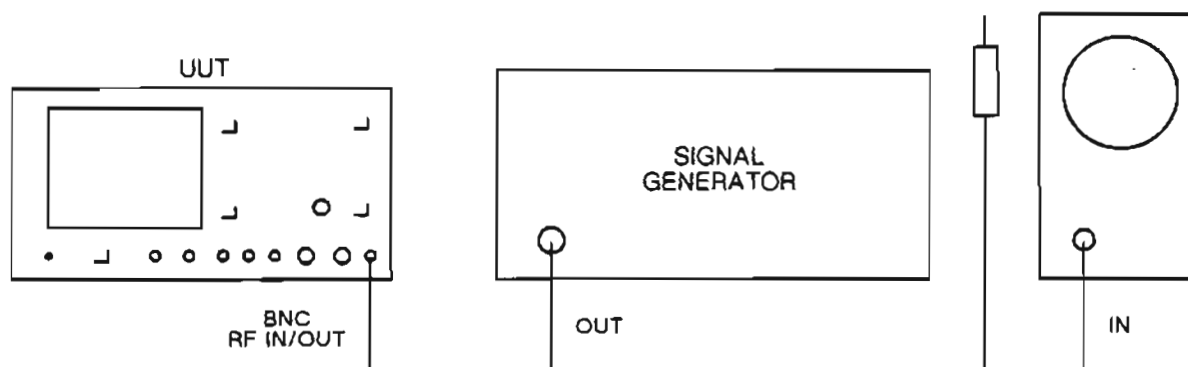 UUT
SIGNAL
GENERATOR
BNC
RF IN/OUT
OUT
IN